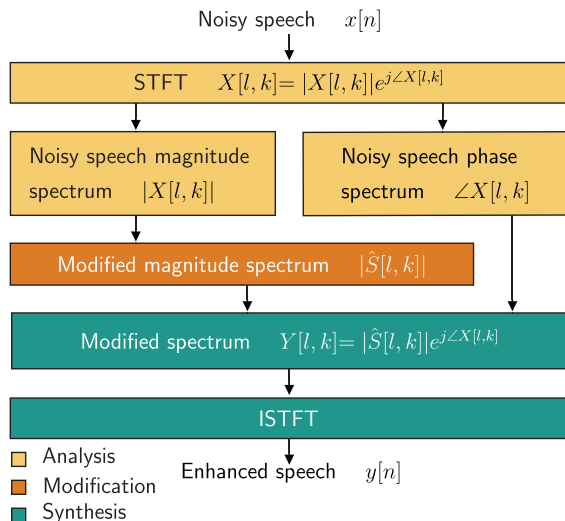 Noisy speech x[n]
STFT X[l, k]= |X[l, k]|e^{j∠X[l,k]}
Noisy speech magnitude
spectrum |X[l, k]|
Noisy speech phase
spectrum ∠X[l, k]
Modified magnitude spectrum |Ŝ[l, k]|
Modified spectrum Y[l, k]= |Ŝ[l, k]|e^{j∠X[l,k]}
ISTFT
Enhanced speech y[n]
Analysis
Modification
Synthesis